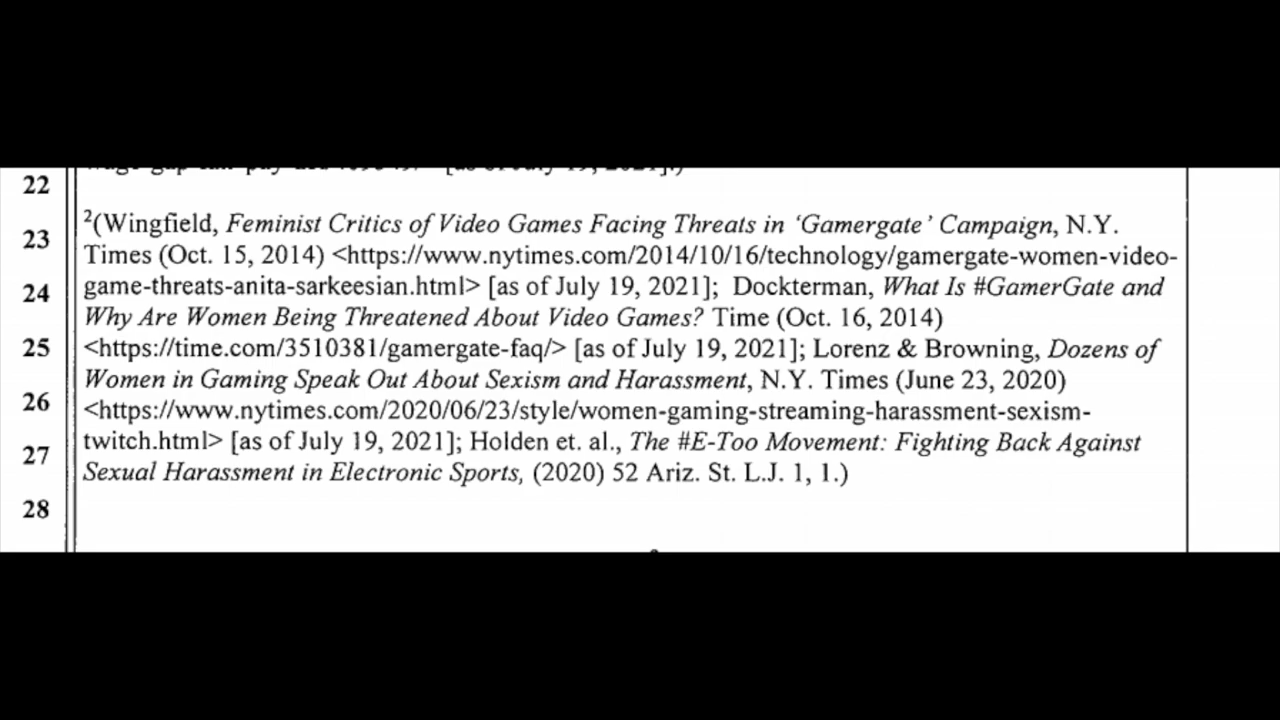 22
²(Wingfield, Feminist Critics of Video Games Facing Threats in ‘Gamergate’ Campaign, N.Y.
23
Times (Oct. 15, 2014) <https://www.nytimes.com/2014/10/16/technology/gamergate-women-video-
24
game-threats-anita-sarkeesian.html> [as of July 19, 2021]; Dockterman, What Is #GamerGate and
Why Are Women Being Threatened About Video Games? Time (Oct. 16, 2014)
25
<https://time.com/3510381/gamergate-faq/> [as of July 19, 2021]; Lorenz & Browning, Dozens of
Women in Gaming Speak Out About Sexism and Harassment, N.Y. Times (June 23, 2020)
26
<https://www.nytimes.com/2020/06/23/style/women-gaming-streaming-harassment-sexism-
27
twitch.html> [as of July 19, 2021]; Holden et. al., The #E-Too Movement: Fighting Back Against
Sexual Harassment in Electronic Sports, (2020) 52 Ariz. St. L.J. 1, 1.)
28